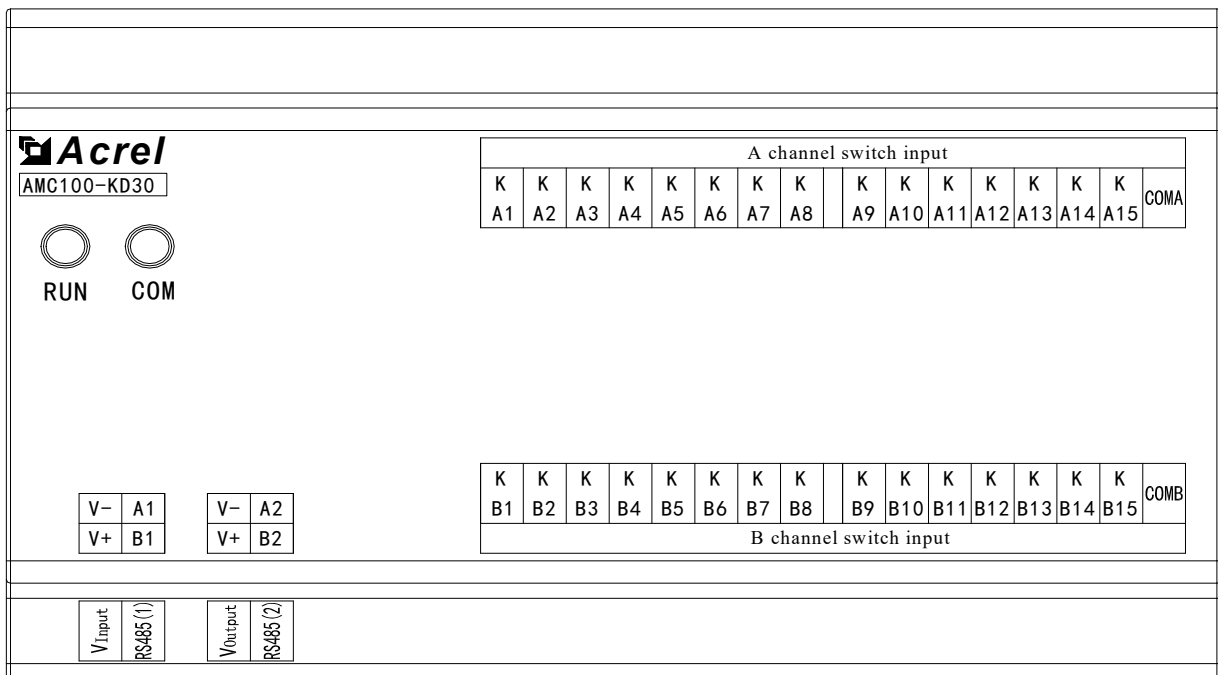 Acrel
AMC100-KD30
RUN COM
A channel switch input
K K K K K K K K K K K K K K K COMA
A1 A2 A3 A4 A5 A6 A7 A8 A9 A10 A11 A12 A13 A14 A15
K K K K K K K K K K K K K K K COMB
B1 B2 B3 B4 B5 B6 B7 B8 B9 B10 B11 B12 B13 B14 B15
B channel switch input
V- A1 V- A2
V+ B1 V+ B2
VInput RS485(1) VOutput RS485(2)